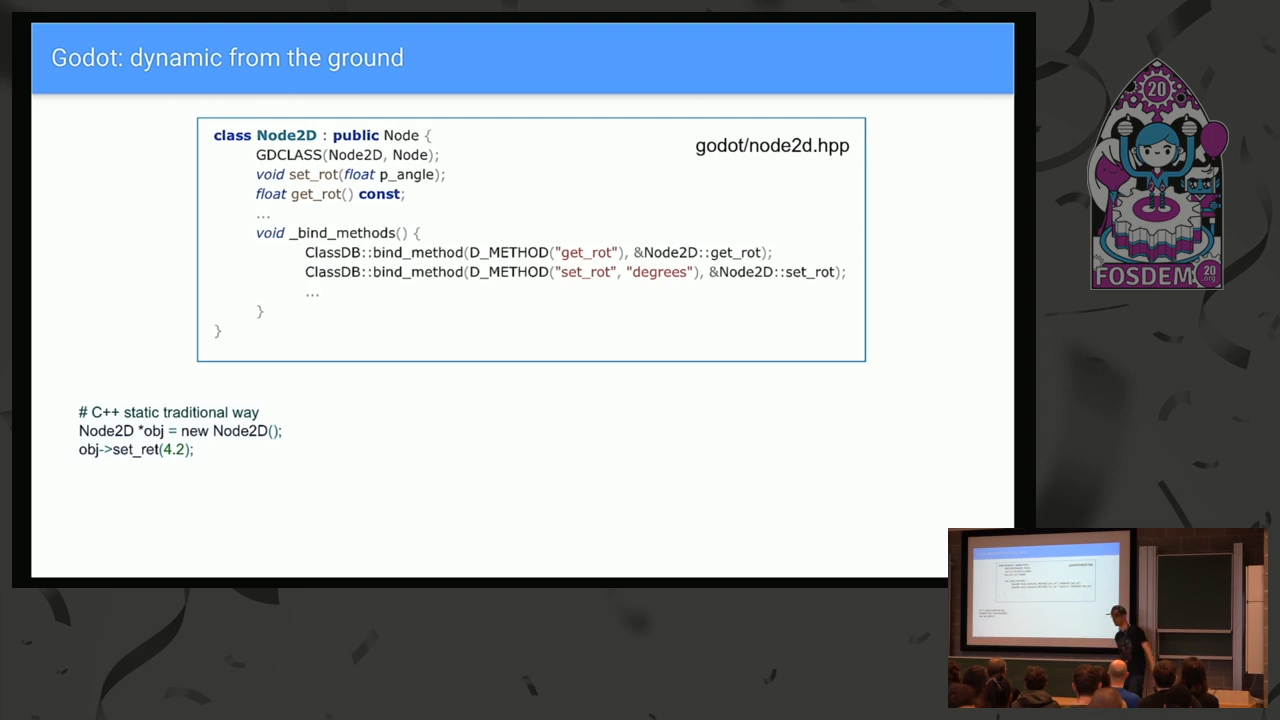 Godot: dynamic from the ground
class Node2D : public Node {
godot/node2d.hpp
GDCLASS(Node2D, Node);
void set_rot(float p_angle);
float get_rot() const;
...
void _bind_methods() {
ClassDB::bind_method(D_METHOD("get_rot"), &Node2D::get_rot);
ClassDB::bind_method(D_METHOD("set_rot", "degrees"), &Node2D::set_rot);
...
}
}
# C++ static traditional way
Node2D *obj = new Node2D();
obj->set_ret(4.2);
20
FOSDEM
20
.org